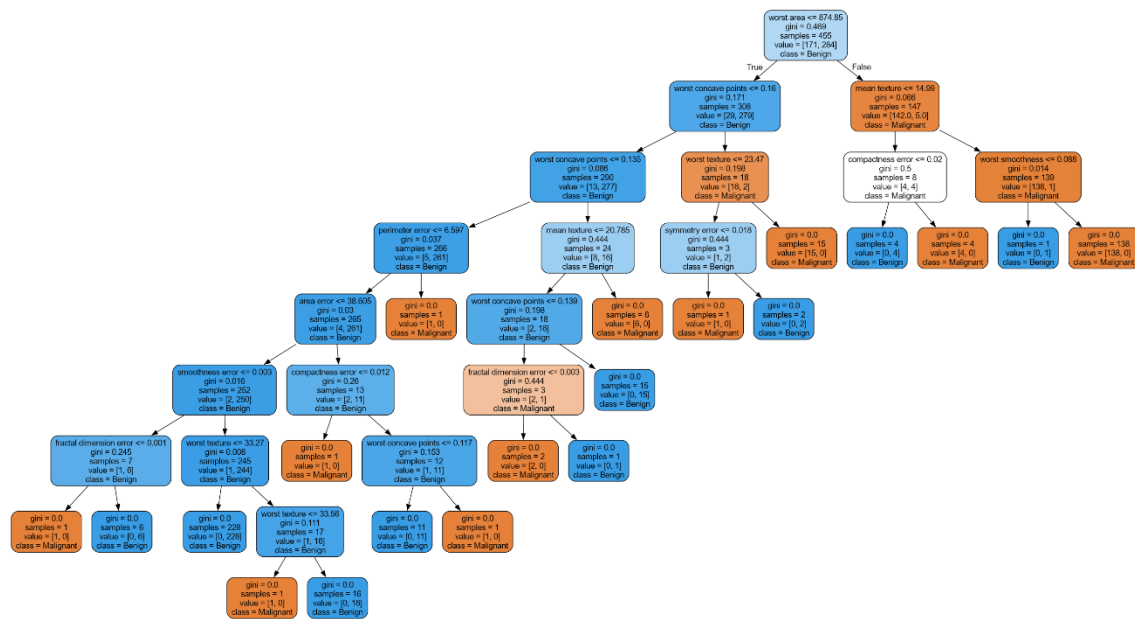 worst area <= 874.85
gini = 0.469
samples = 455
value = [171, 284]
class = Benign
True
False
worst concave points <= 0.16
gini = 0.171
samples = 308
value = [29, 279]
class = Benign
mean texture <= 14.99
gini = 0.066
samples = 147
value = [142.0, 5.0]
class = Malignant
worst concave points <= 0.135
gini = 0.086
samples = 290
value = [13, 277]
class = Benign
worst texture <= 23.47
gini = 0.198
samples = 18
value = [16, 2]
class = Malignant
compactness error <= 0.02
gini = 0.5
samples = 8
value = [4, 4]
class = Malignant
worst smoothness <= 0.088
gini = 0.014
samples = 139
value = [138, 1]
class = Malignant
perimeter error <= 6.597
gini = 0.037
samples = 266
value = [5, 261]
class = Benign
mean texture <= 20.785
gini = 0.444
samples = 24
value = [8, 16]
class = Benign
symmetry error <= 0.018
gini = 0.444
samples = 3
value = [1, 2]
class = Benign
gini = 0.0
samples = 15
value = [15, 0]
class = Malignant
gini = 0.0
samples = 4
value = [0, 4]
class = Benign
gini = 0.0
samples = 4
value = [4, 0]
class = Malignant
gini = 0.0
samples = 1
value = [0, 1]
class = Benign
gini = 0.0
samples = 138
value = [138, 0]
class = Malignant
area error <= 38.605
gini = 0.03
samples = 265
value = [4, 261]
class = Benign
gini = 0.0
samples = 1
value = [1, 0]
class = Malignant
worst concave points <= 0.139
gini = 0.198
samples = 18
value = [2, 16]
class = Benign
gini = 0.0
samples = 6
value = [6, 0]
class = Malignant
gini = 0.0
samples = 1
value = [1, 0]
class = Malignant
gini = 0.0
samples = 2
value = [0, 2]
class = Benign
smoothness error <= 0.003
gini = 0.016
samples = 252
value = [2, 250]
class = Benign
compactness error <= 0.012
gini = 0.26
samples = 13
value = [2, 11]
class = Benign
fractal dimension error <= 0.003
gini = 0.444
samples = 3
value = [2, 1]
class = Malignant
gini = 0.0
samples = 15
value = [0, 15]
class = Benign
fractal dimension error <= 0.001
gini = 0.245
samples = 7
value = [1, 6]
class = Benign
worst texture <= 33.27
gini = 0.008
samples = 245
value = [1, 244]
class = Benign
gini = 0.0
samples = 1
value = [1, 0]
class = Malignant
worst concave points <= 0.117
gini = 0.153
samples = 12
value = [1, 11]
class = Benign
gini = 0.0
samples = 2
value = [2, 0]
class = Malignant
gini = 0.0
samples = 1
value = [0, 1]
class = Benign
gini = 0.0
samples = 1
value = [1, 0]
class = Malignant
gini = 0.0
samples = 6
value = [0, 6]
class = Benign
gini = 0.0
samples = 228
value = [0, 228]
class = Benign
worst texture <= 33.56
gini = 0.111
samples = 17
value = [1, 16]
class = Benign
gini = 0.0
samples = 11
value = [0, 11]
class = Benign
gini = 0.0
samples = 1
value = [1, 0]
class = Malignant
gini = 0.0
samples = 1
value = [1, 0]
class = Malignant
gini = 0.0
samples = 16
value = [0, 16]
class = Benign